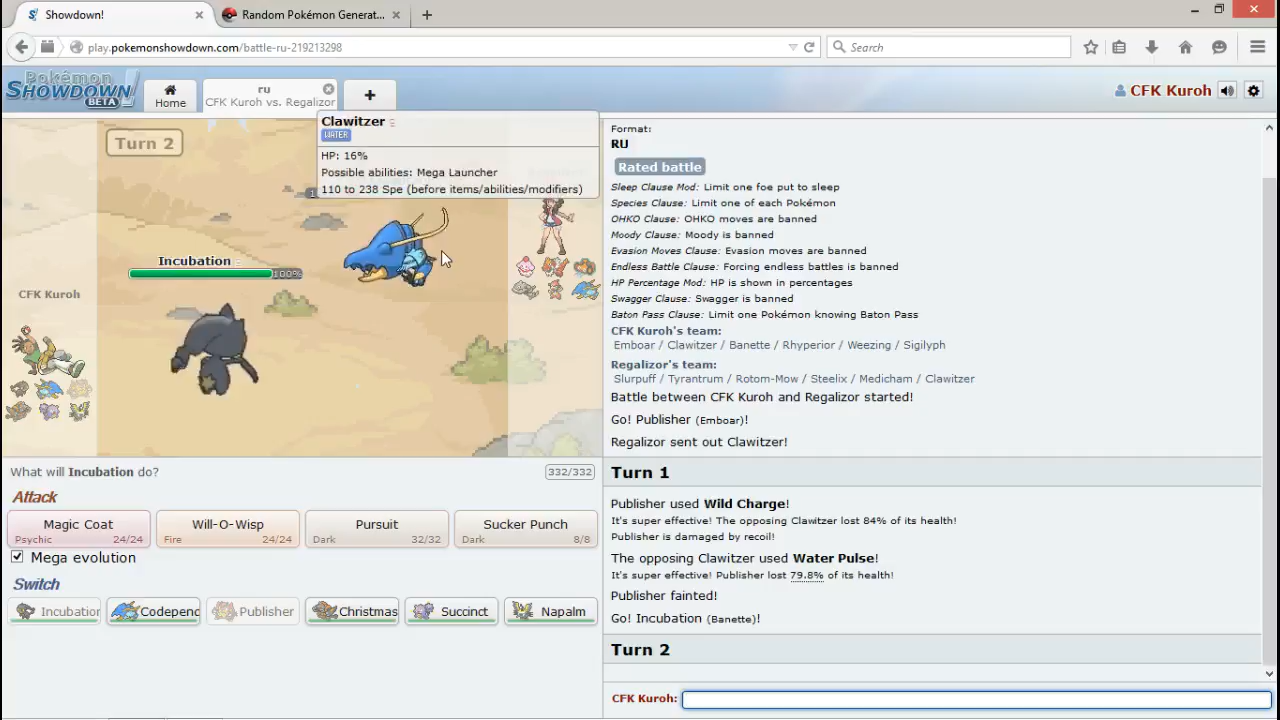 Showdown!
Random Pokémon Generat...
play.pokemonshowdown.com/battle-ru-219213298
Search
Pokémon
SHOWDOWN!
BETA
Home
ru
CFK Kuroh vs. Regalizor
CFK Kuroh
Turn 2
Clawitzer
WATER
HP: 16%
Possible abilities: Mega Launcher
110 to 238 Spe (before items/abilities/modifiers)
Incubation
100%
CFK Kuroh
What will Incubation do?
332/332
Attack
Magic Coat
Psychic 24/24
Will-O-Wisp
Fire 24/24
Pursuit
Dark 32/32
Sucker Punch
Dark 8/8
Mega evolution
Switch
Incubation
Codepend
Publisher
Christmas
Succinct
Napalm
Format:
RU
Rated battle
Sleep Clause Mod: Limit one foe put to sleep
Species Clause: Limit one of each Pokémon
OHKO Clause: OHKO moves are banned
Moody Clause: Moody is banned
Evasion Moves Clause: Evasion moves are banned
Endless Battle Clause: Forcing endless battles is banned
HP Percentage Mod: HP is shown in percentages
Swagger Clause: Swagger is banned
Baton Pass Clause: Limit one Pokémon knowing Baton Pass
CFK Kuroh's team:
Emboar / Clawitzer / Banette / Rhyperior / Weezing / Sigilyph
Regalizor's team:
Slurpuff / Tyrantrum / Rotom-Mow / Steelix / Medicham / Clawitzer
Battle between CFK Kuroh and Regalizor started!
Go! Publisher (Emboar)!
Regalizor sent out Clawitzer!
Turn 1
Publisher used Wild Charge!
It's super effective! The opposing Clawitzer lost 84% of its health!
Publisher is damaged by recoil!
The opposing Clawitzer used Water Pulse!
It's super effective! Publisher lost 79.8% of its health!
Publisher fainted!
Go! Incubation (Banette)!
Turn 2
CFK Kuroh: